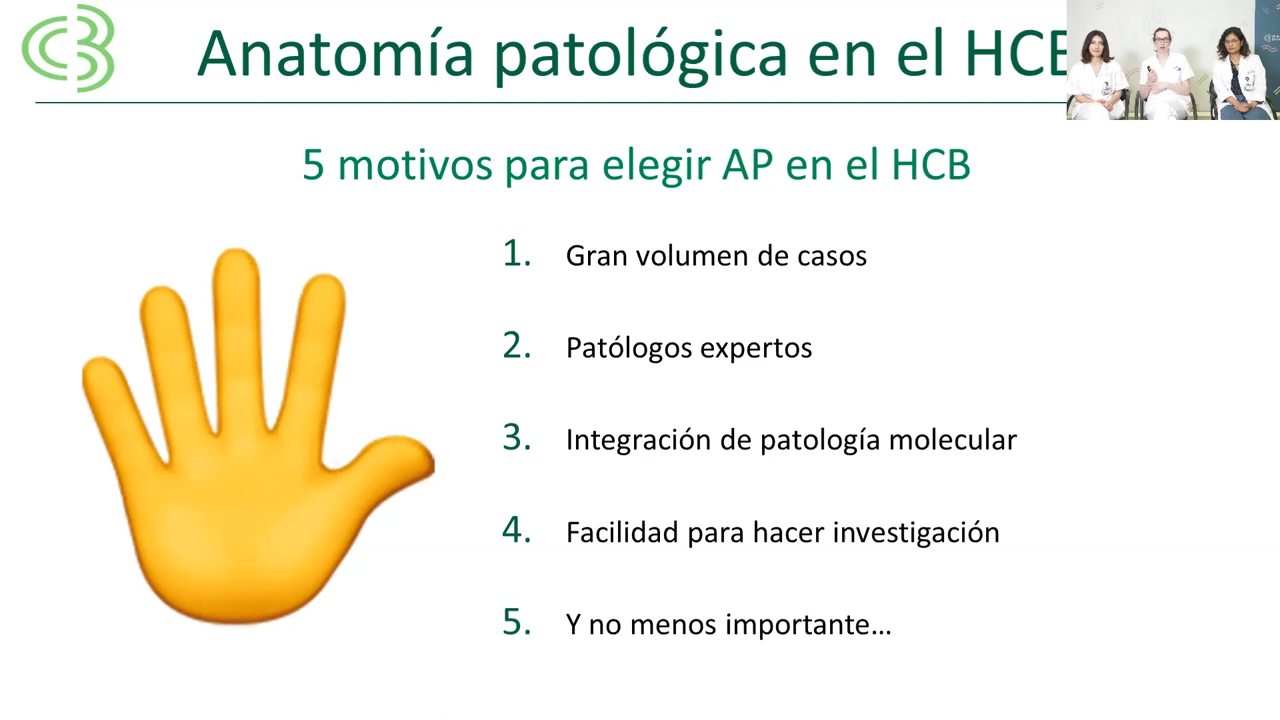 Anatomía patológica en el HCB
5 motivos para elegir AP en el HCB
1. Gran volumen de casos
2. Patólogos expertos
3. Integración de patología molecular
4. Facilidad para hacer investigación
5. Y no menos importante…